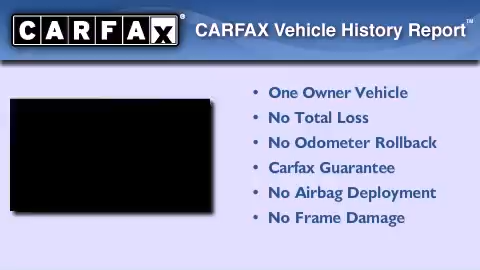 CARFAX® CARFAX Vehicle History Report™
• One Owner Vehicle
• No Total Loss
• No Odometer Rollback
• Carfax Guarantee
• No Airbag Deployment
• No Frame Damage